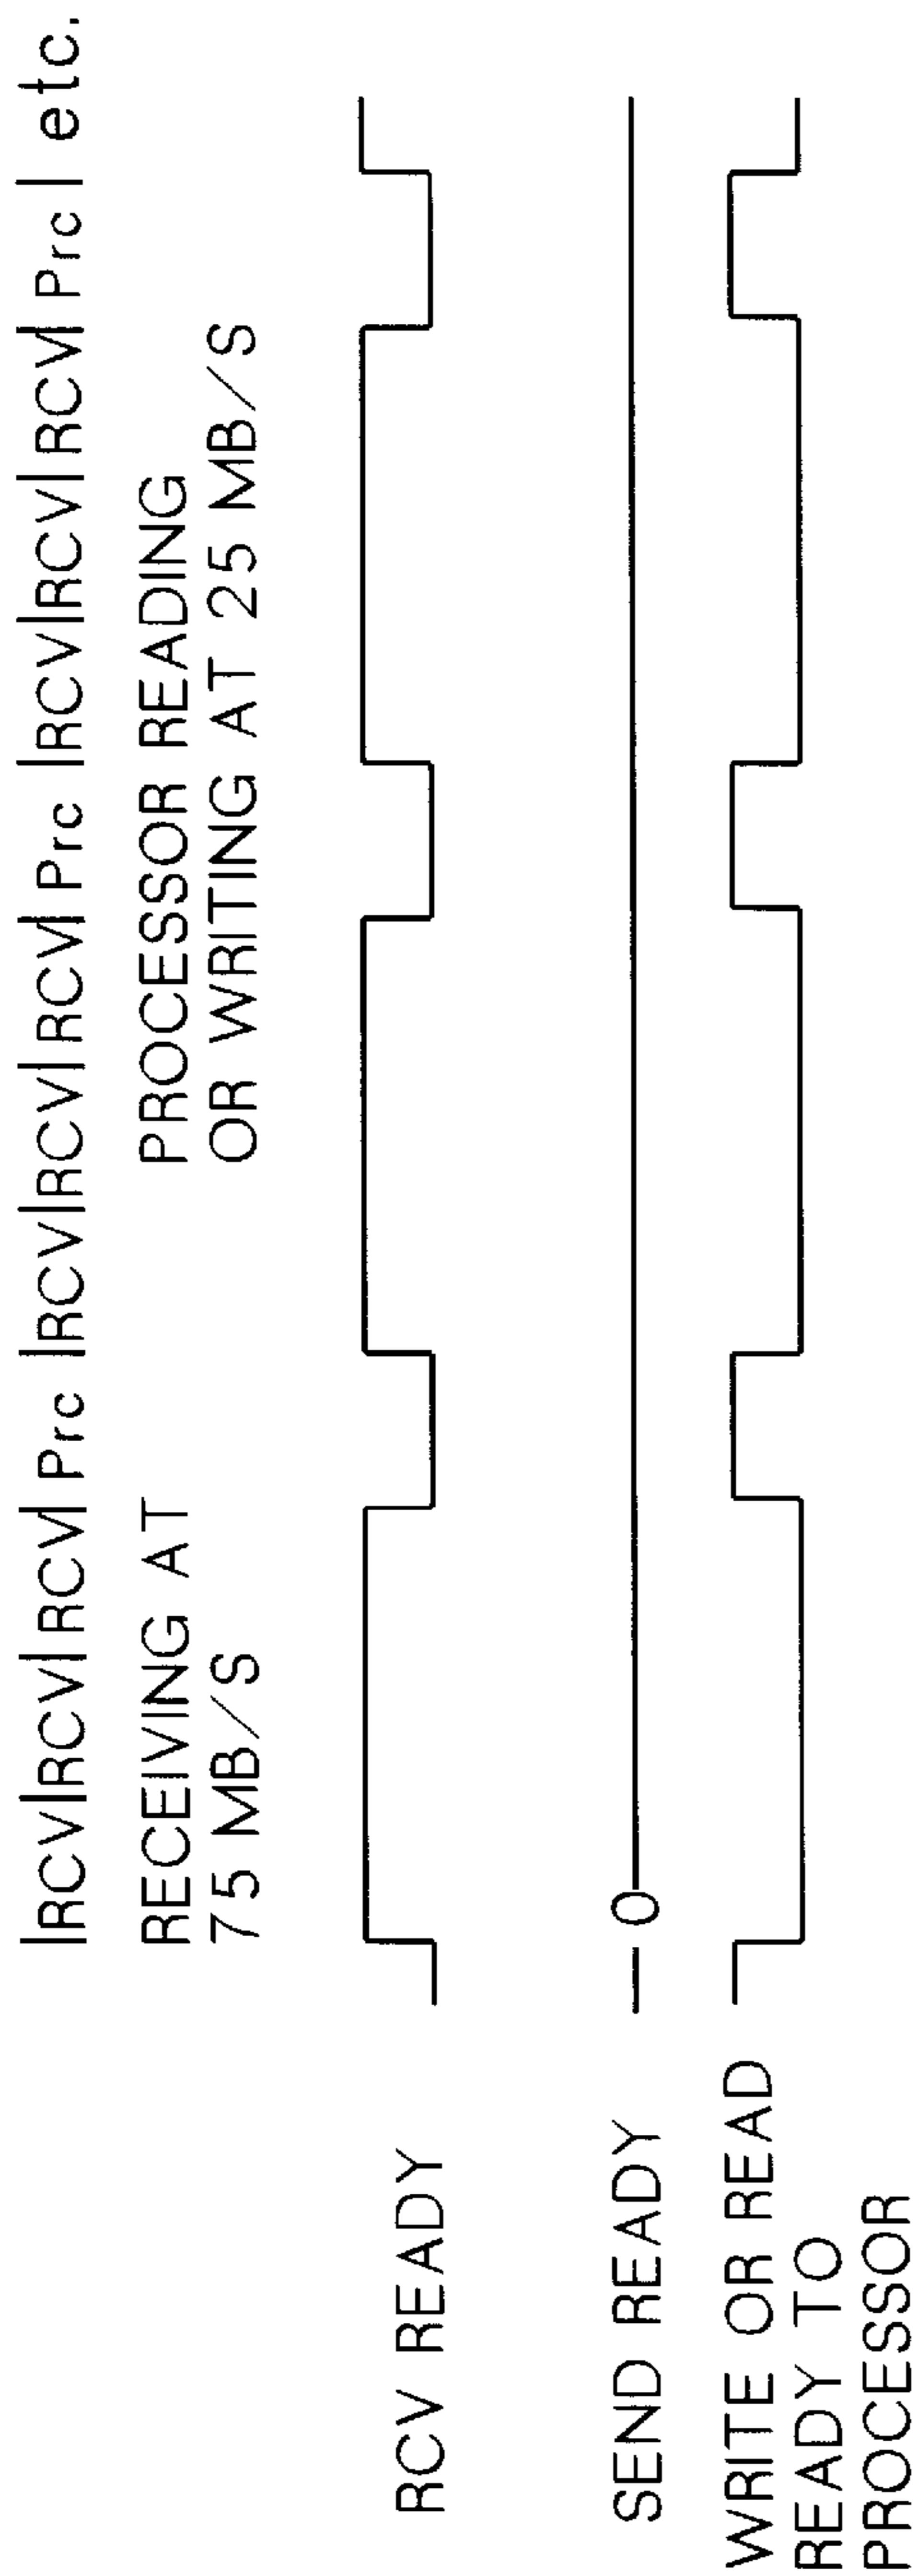 |RCV|RCV|RCV|Prc|RCV|RCV|RCV|Prc|RCV|RCV|RCV|Prc| etc.
RECEIVING AT
75 MB/S
PROCESSOR READING
OR WRITING AT 25 MB/S
RCV READY
SEND READY
0
WRITE OR READ
READY TO
PROCESSOR